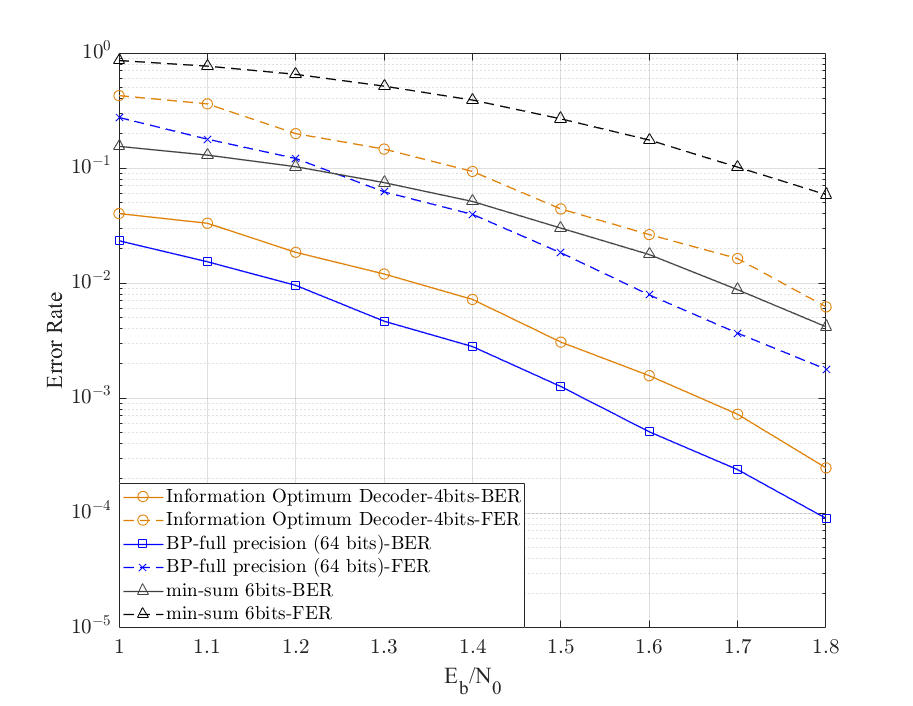 10^0
10^-1
10^-2
10^-3
10^-4
10^-5
Error Rate
Information Optimum Decoder-4bits-BER
Information Optimum Decoder-4bits-FER
BP-full precision (64 bits)-BER
BP-full precision (64 bits)-FER
min-sum 6bits-BER
min-sum 6bits-FER
1 1.1 1.2 1.3 1.4 1.5 1.6 1.7 1.8
E_b/N_0